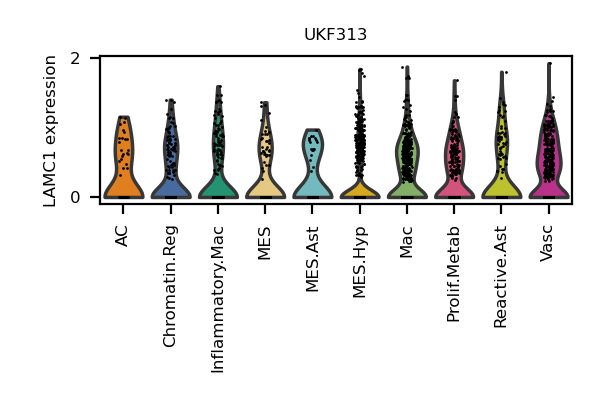 UKF313
LAMC1 expression
2
0
AC
Chromatin.Reg
Inflammatory.Mac
MES
MES.Ast
MES.Hyp
Mac
Prolif.Metab
Reactive.Ast
Vasc